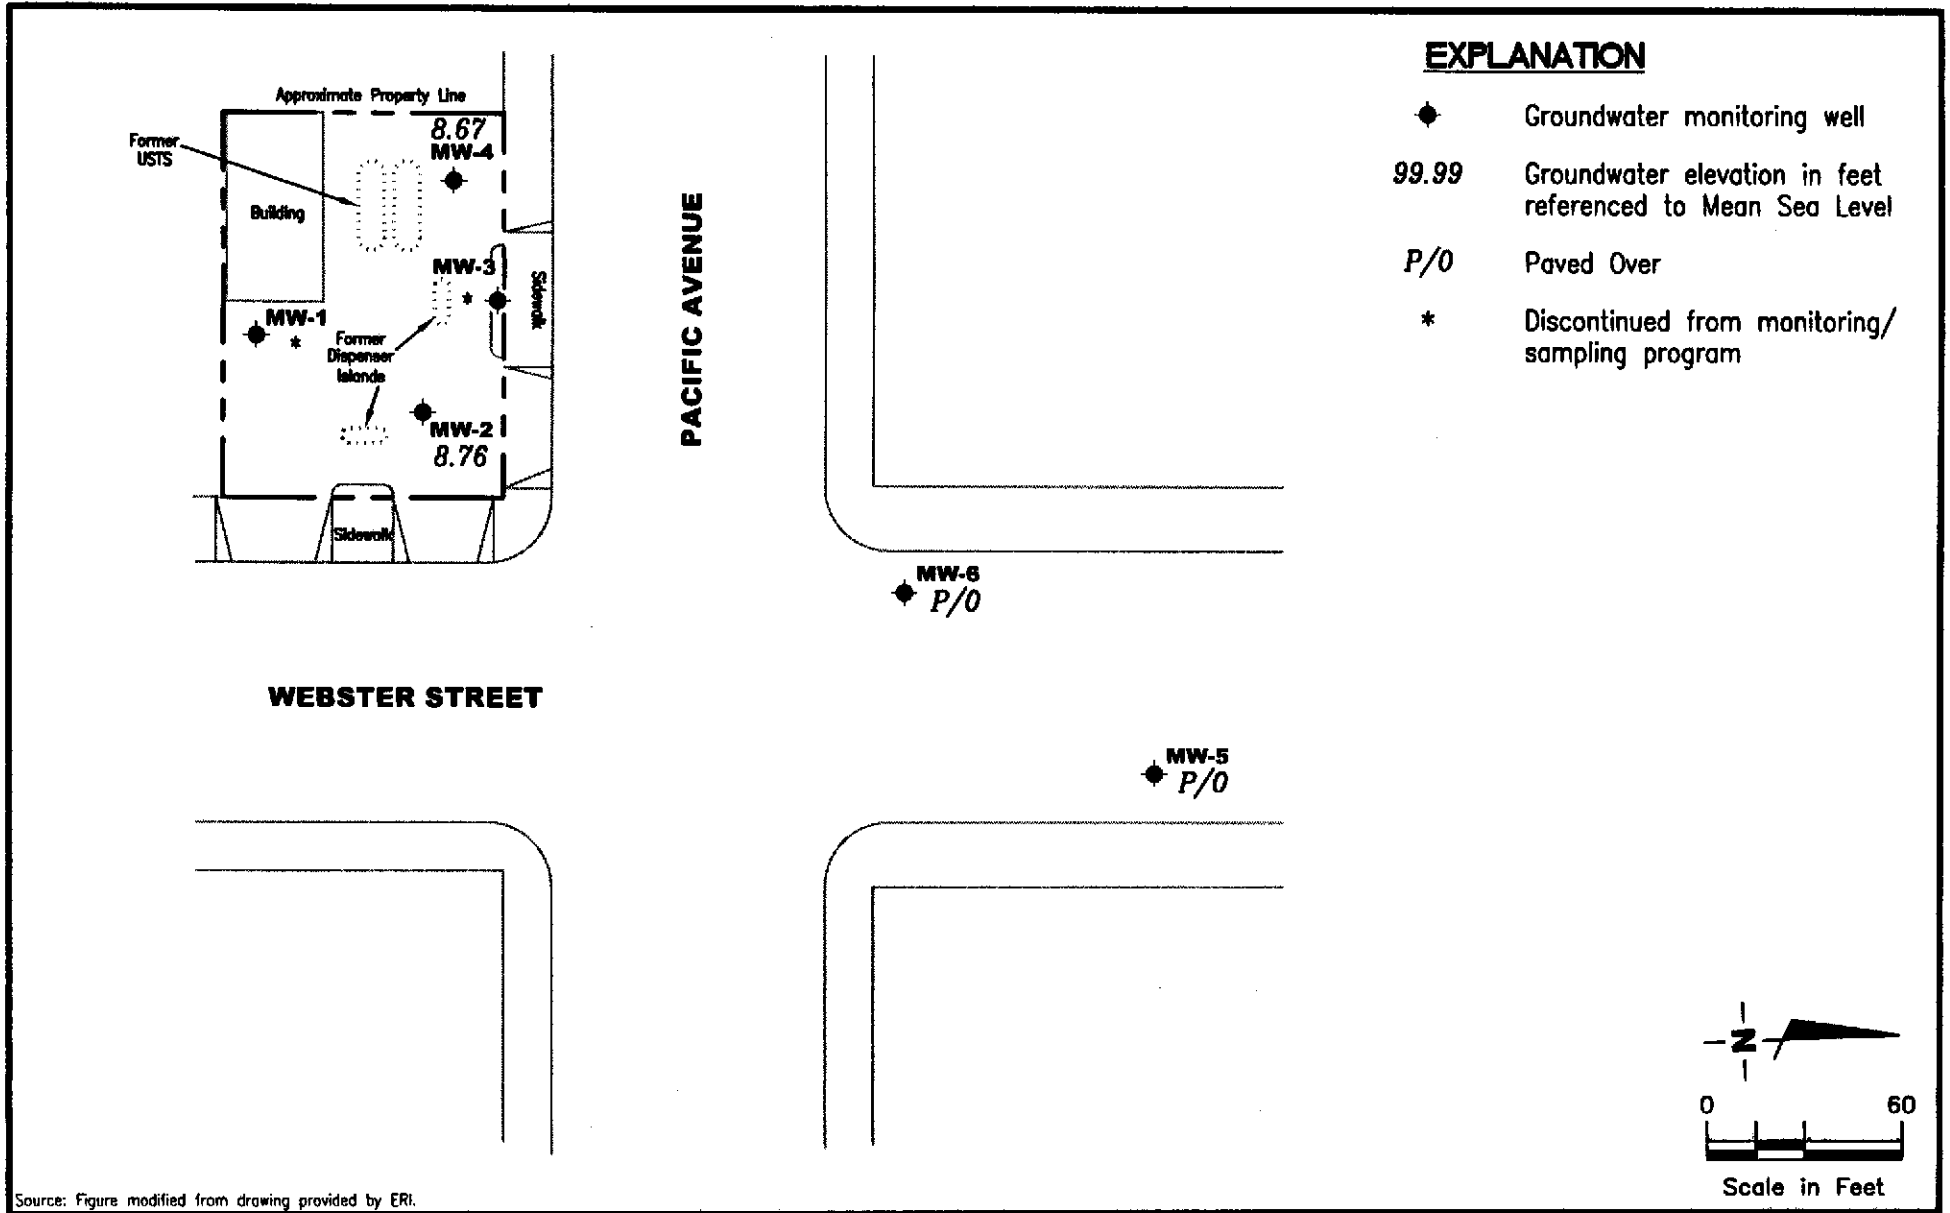 EXPLANATION
Groundwater monitoring well
99.99 Groundwater elevation in feet
referenced to Mean Sea Level
P/O Paved Over
* Discontinued from monitoring/
sampling program
Approximate Property Line
8.67
MW-4
Former
USTS
Building
MW-3
*
Sidewalk
MW-1
*
Former
Dispenser
Islands
MW-2
8.76
Sidewalk
PACIFIC AVENUE
MW-6
P/O
WEBSTER STREET
MW-5
P/O
N
0 60
Scale in Feet
Source: Figure modified from drawing provided by ERI.